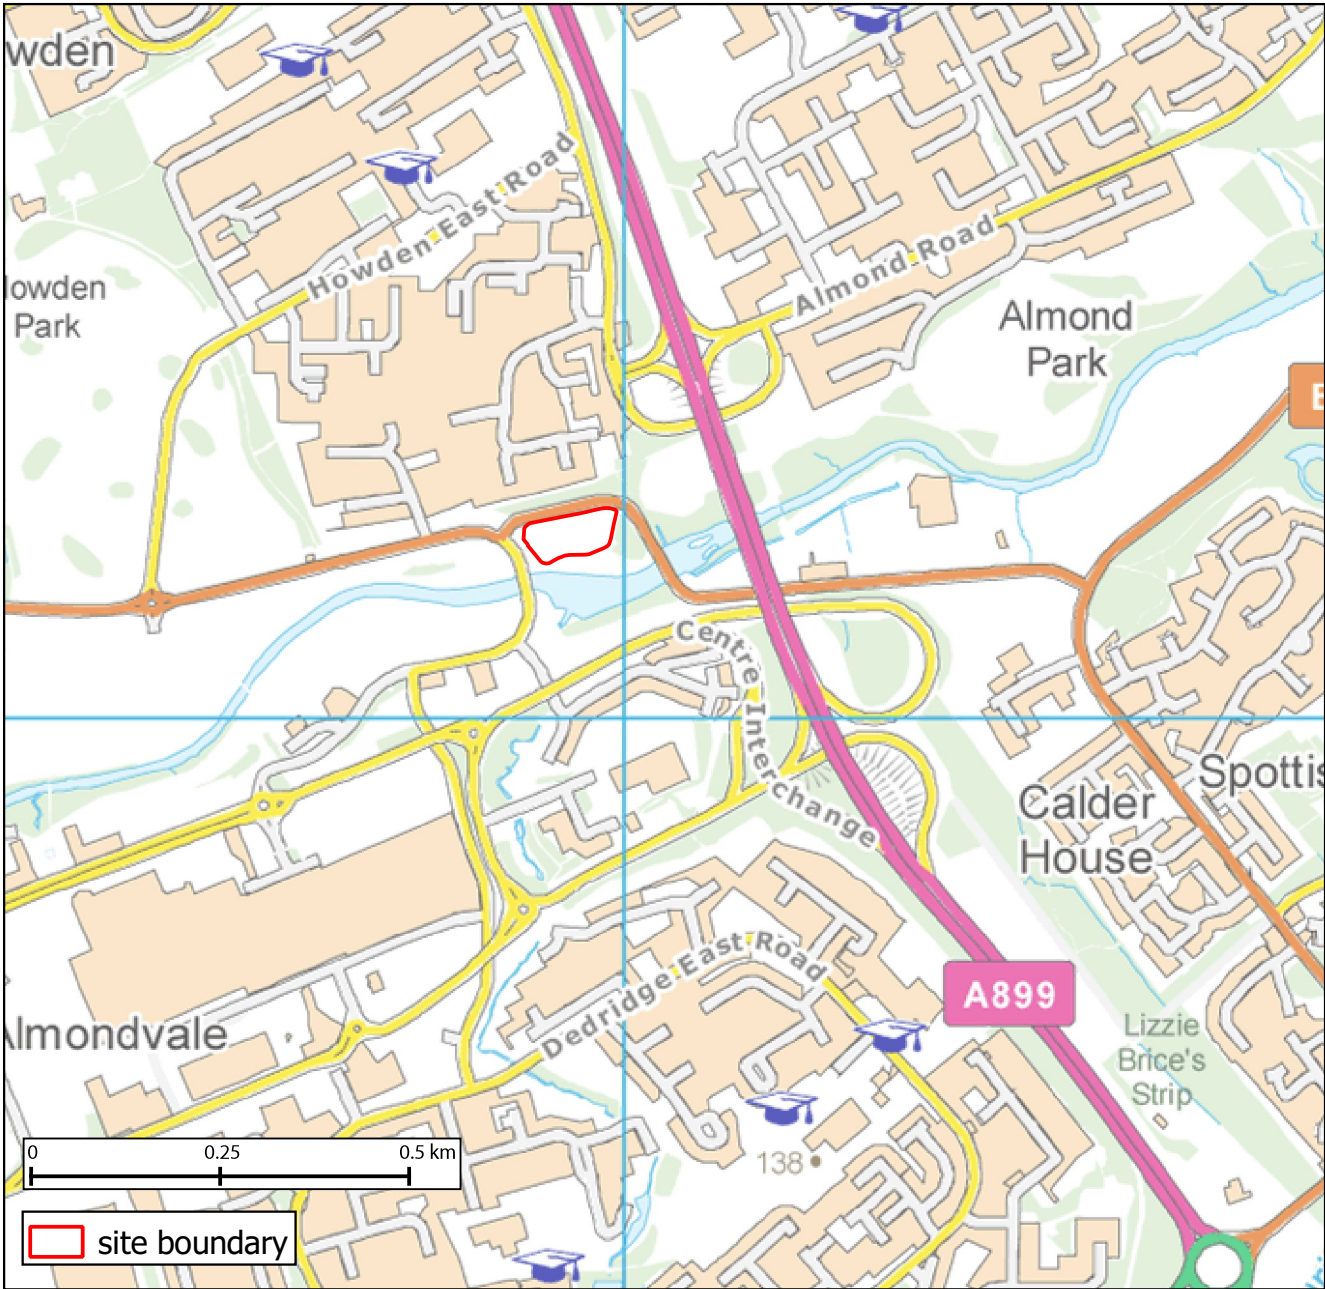 wden
Howden East Road
Almond Road
lowden
Park
Almond
Park
E
Centre Interchange
Spottis
Calder
House
Dedridge East Road
A899
Almondvale
Lizzie
Brice's
Strip
138
0 0.25 0.5 km
site boundary